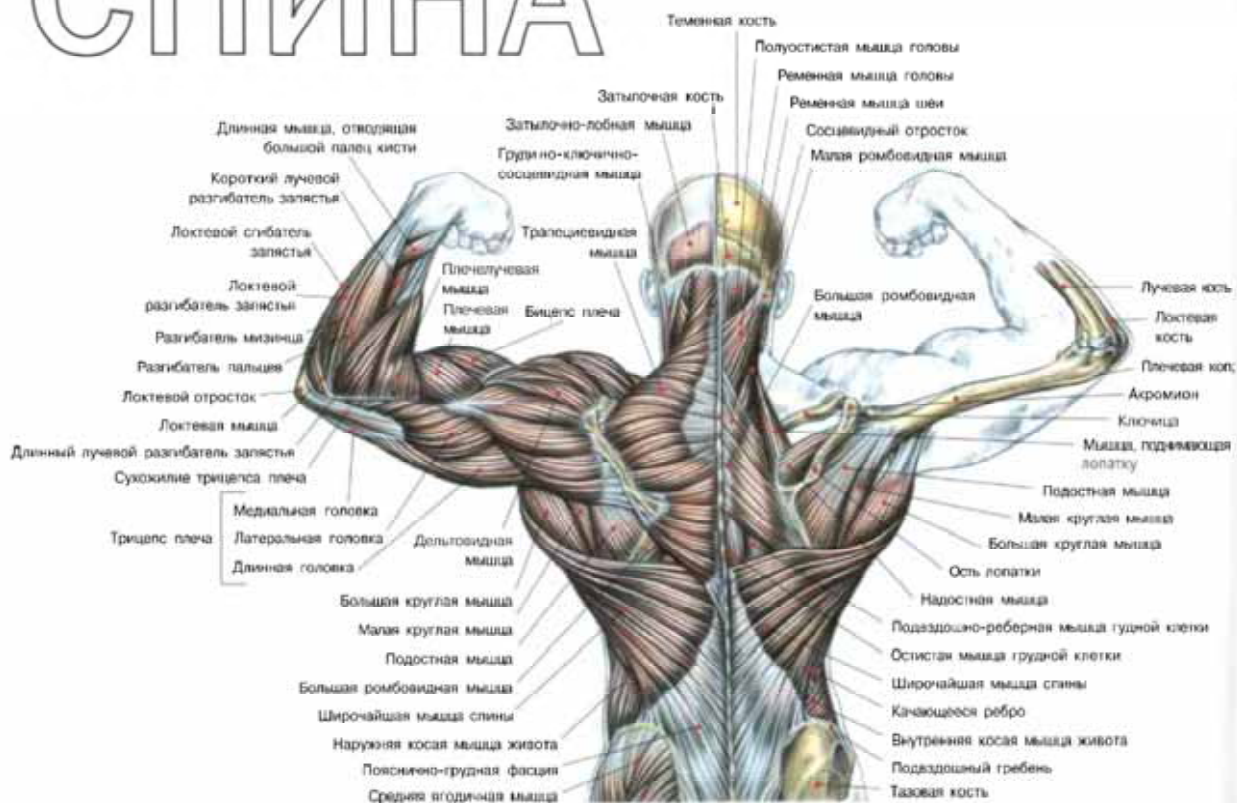 СПИНА
Теменная кость
Полуостистая мышца головы
Ременная мышца головы
Ременная мышца шеи
Сосцевидный отросток
Малая ромбовидная мышца
Затылочная кость
Затылочно-лобная мышца
Груди но-ключично-
сосцевидная мышца
Трапециевидная
мышца
Длинная мышца, отводящая
большой палец кисти
Короткий лучевой
разгибатель запястья
Локтевой сгибатель
запястья
Локтевой
разгибатель запястья
Разгибатель мизинца
Разгибатель пальцев
Локтевой отросток
Локтевая мышца
Длинный лучевой разгибатель запястья
Сухожилие трицепса плеча
Трицепс плеча
Медиальная головка
Латеральная головка
Длинная головка
Плечелучевая
мышца
Плечевая
мышца
Бицепс плеча
Дельтовидная
мышца
Большая круглая мышца
Малая круглая мышца
Подостная мышца
Большая ромбовидная мышца
Широчайшая мышца спины
Наружняя косая мышца живота
Пояснично-грудная фасция
Средняя ягодичная мышца
Большая ромбовидная
мышца
Лучевая кость
Локтевая
кость
Плечевая
Акромион
Ключица
Мышца, поднимающая
лопатку
Подостная мышца
Малая круглая мышца
Большая круглая мышца
Ость лопатки
Надостная мышца
Подвздошно-реберная мышца гудной клетки
Остистая мышца грудной клетки
Широчайшая мышца спины
Качающееся ребро
Внутренняя косая мышца живота
Подвздошный гребень
Тазовая кость